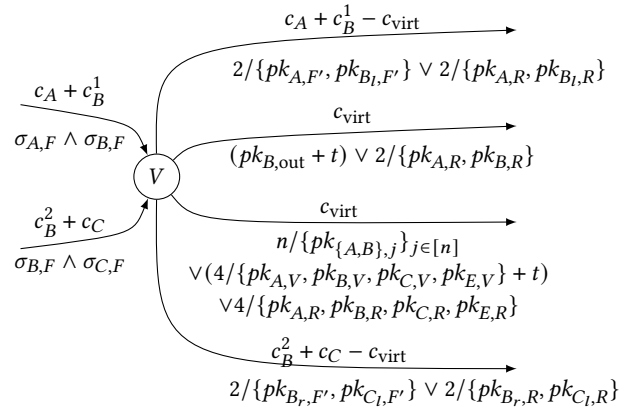 c_A + c_B^1 − c_virt
2/{pk_{A,F′}, pk_{B_l,F′}} ∨ 2/{pk_{A,R}, pk_{B_l,R}}
c_A + c_B^1
σ_{A,F} ∧ σ_{B,F}
c_virt
(pk_{B,out} + t) ∨ 2/{pk_{A,R}, pk_{B,R}}
V
c_B^2 + c_C
σ_{B,F} ∧ σ_{C,F}
c_virt
n/{pk_{{A,B},j}}_{j∈[n]}
∨(4/{pk_{A,V}, pk_{B,V}, pk_{C,V}, pk_{E,V}} + t)
∨4/{pk_{A,R}, pk_{B,R}, pk_{C,R}, pk_{E,R}}
c_B^2 + c_C − c_virt
2/{pk_{B_r,F′}, pk_{C_l,F′}} ∨ 2/{pk_{B_r,R}, pk_{C_l,R}}